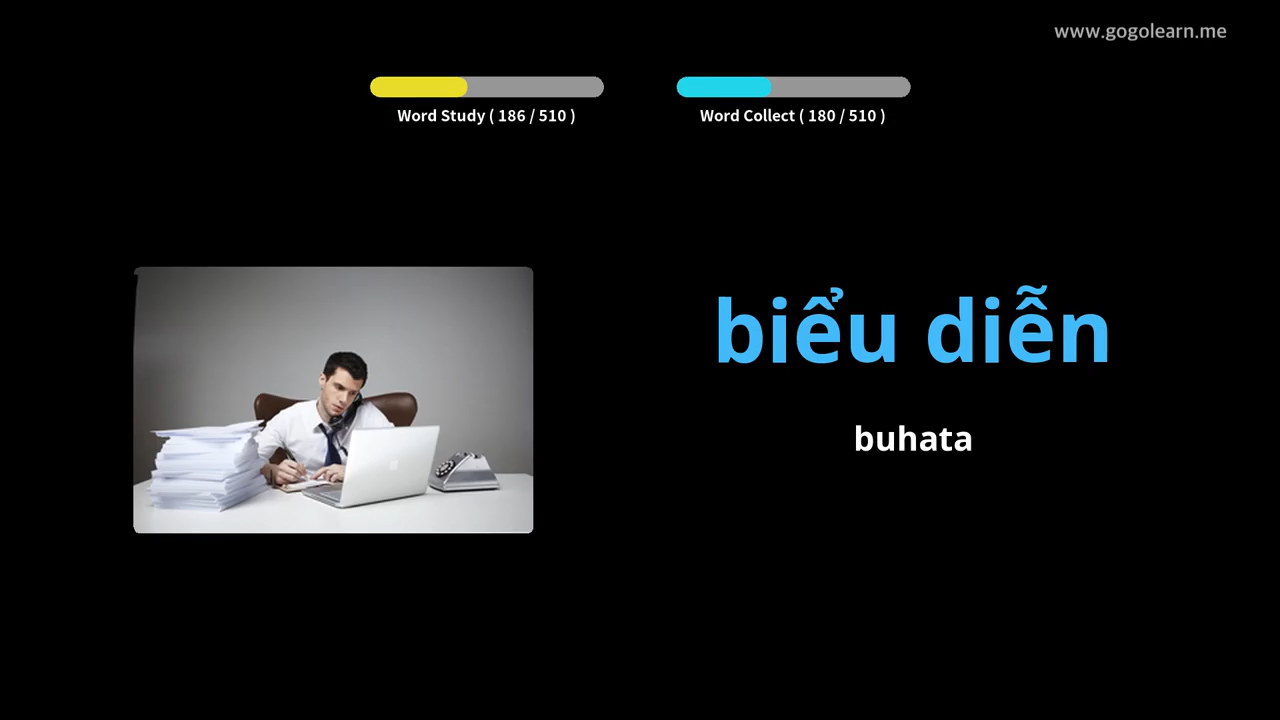 www.gogolearn.me
Word Study ( 186 / 510 )
Word Collect ( 180 / 510 )
biểu diễn
buhata